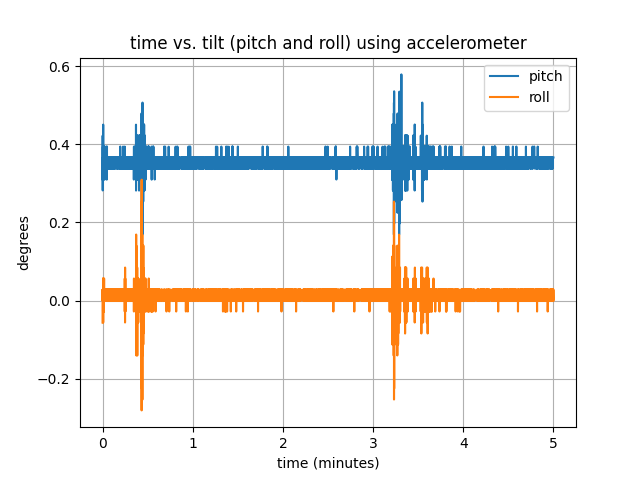 time vs. tilt (pitch and roll) using accelerometer
pitch
roll
degrees
0.6
0.4
0.2
0.0
−0.2
0
1
2
3
4
5
time (minutes)